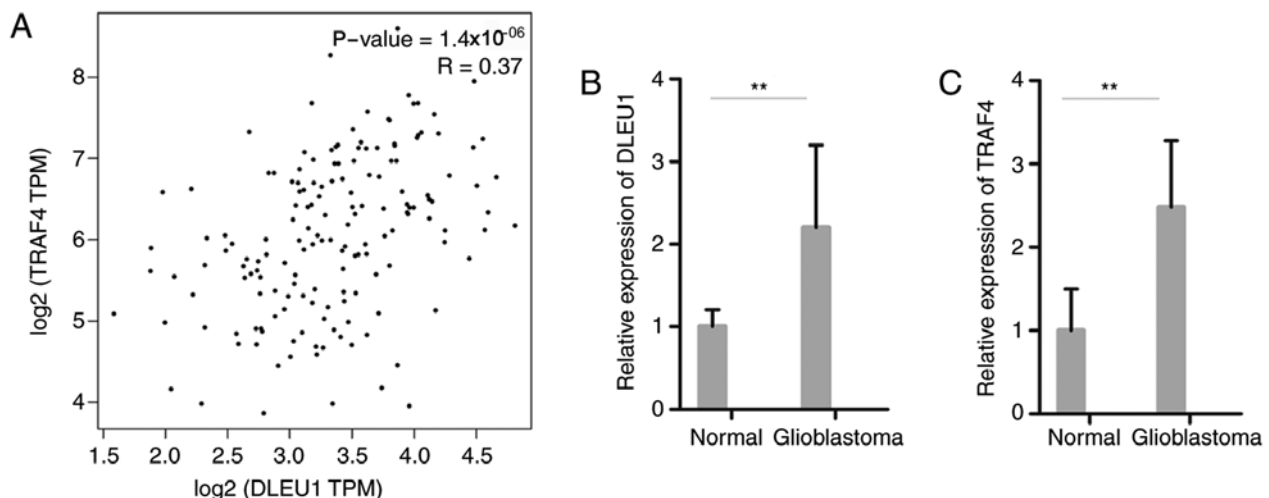 A
P-value = 1.4x10-06
R = 0.37
log2 (TRAF4 TPM)
8
7
6
5
4
1.5 2.0 2.5 3.0 3.5 4.0 4.5
log2 (DLEU1 TPM)
B
**
Relative expression of DLEU1
4
3
2
1
0
Normal Glioblastoma
C
**
Relative expression of TRAF4
4
3
2
1
0
Normal Glioblastoma